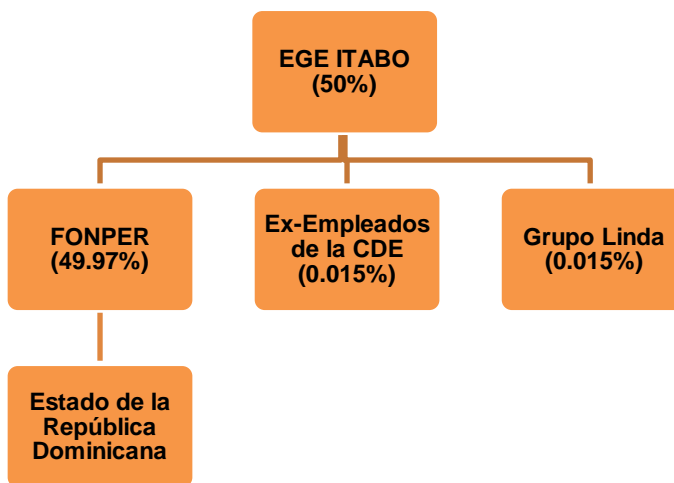 EGE ITABO
(50%)
FONPER
(49.97%)
Ex-Empleados
de la CDE
(0.015%)
Grupo Linda
(0.015%)
Estado de la
República
Dominicana